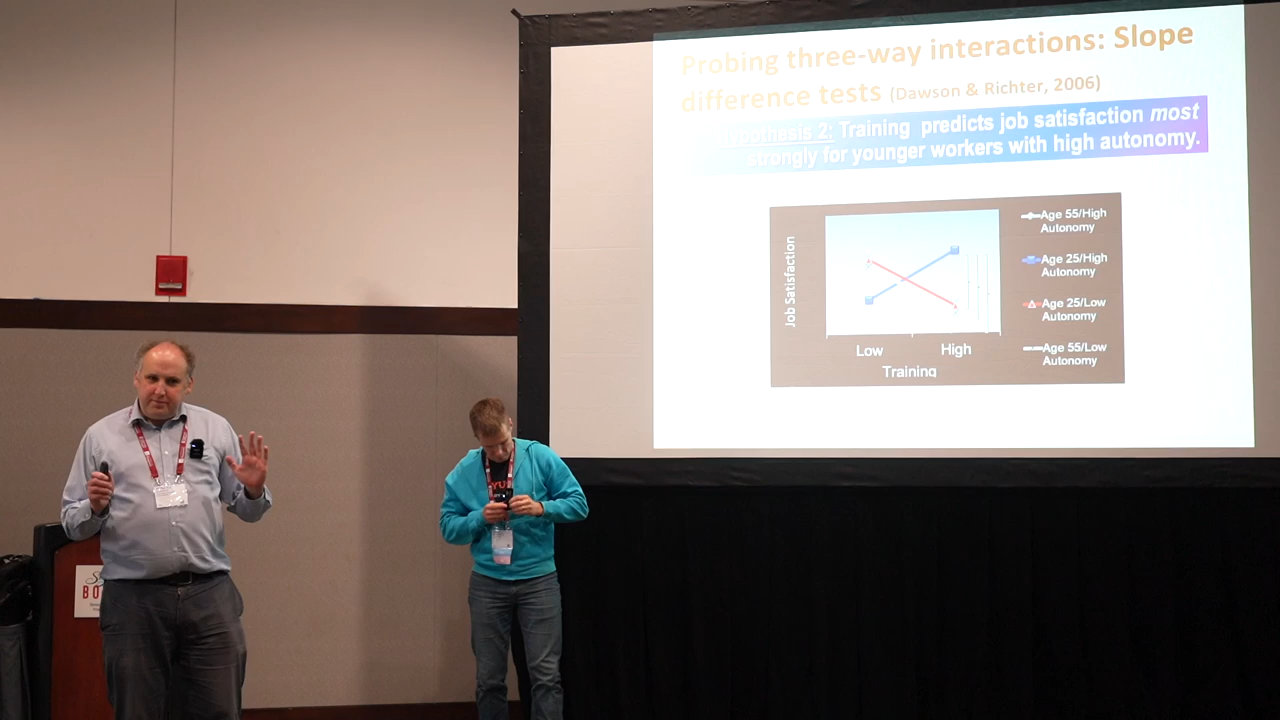 Probing three-way interactions: Slope
difference tests (Dawson & Richter, 2006)
Hypothesis 2: Training predicts job satisfaction most
strongly for younger workers with high autonomy.
Job Satisfaction
Low High
Training
Age 55/High
Autonomy
Age 25/High
Autonomy
Age 25/Low
Autonomy
Age 55/Low
Autonomy